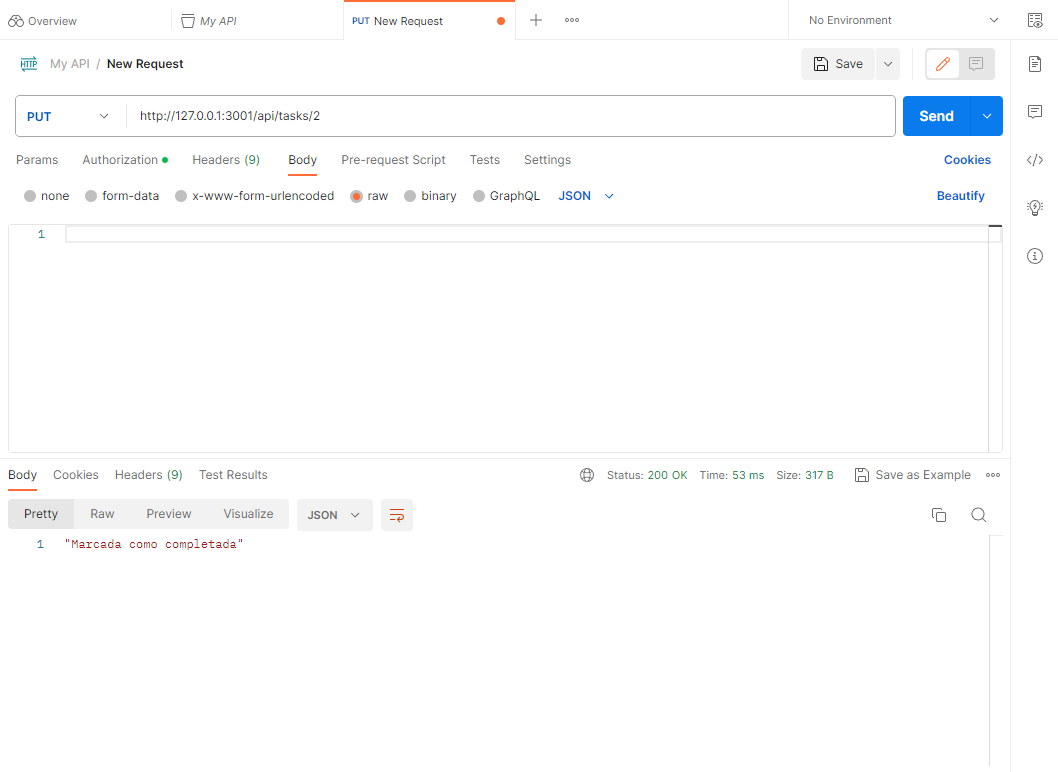 Overview My API PUT New Request No Environment
My API / New Request Save
PUT http://127.0.0.1:3001/api/tasks/2 Send
Params Authorization Headers (9) Body Pre-request Script Tests Settings Cookies
none form-data x-www-form-urlencoded raw binary GraphQL JSON Beautify
1
Body Cookies Headers (9) Test Results Status: 200 OK Time: 53 ms Size: 317 B Save as Example
Pretty Raw Preview Visualize JSON
1 "Marcada como completada"